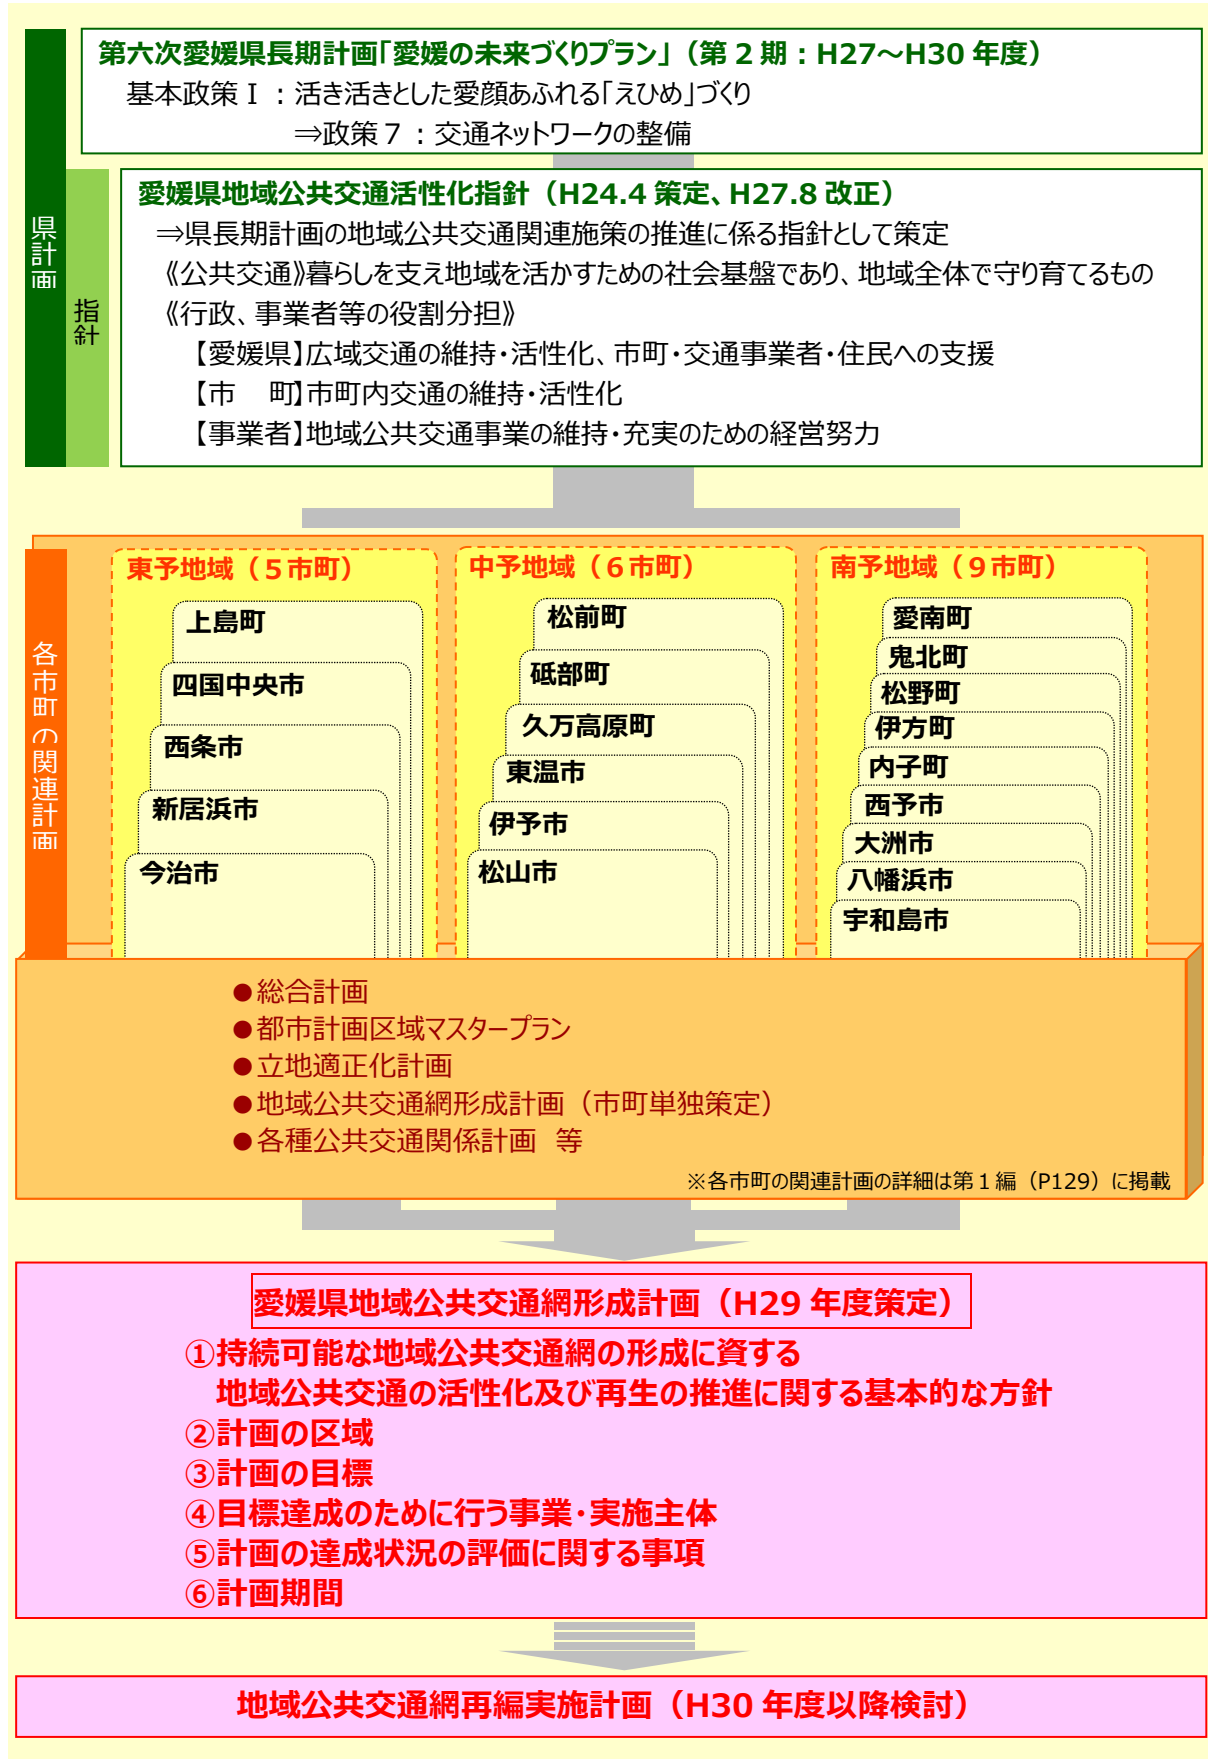 県計画
第六次愛媛県長期計画「愛媛の未来づくりプラン」（第２期：H27～H30 年度）
基本政策Ⅰ：活き活きとした愛顔あふれる「えひめ」づくり
⇒政策７：交通ネットワークの整備
指針
愛媛県地域公共交通活性化指針（H24.4 策定、H27.8 改正）
⇒県長期計画の地域公共交通関連施策の推進に係る指針として策定
《公共交通》暮らしを支え地域を活かすための社会基盤であり、地域全体で守り育てるもの
《行政、事業者等の役割分担》
【愛媛県】広域交通の維持・活性化、市町・交通事業者・住民への支援
【市　町】市町内交通の維持・活性化
【事業者】地域公共交通事業の維持・充実のための経営努力
各市町の関連計画
東予地域（５市町）
上島町
四国中央市
西条市
新居浜市
今治市
中予地域（６市町）
松前町
砥部町
久万高原町
東温市
伊予市
松山市
南予地域（９市町）
愛南町
鬼北町
松野町
伊方町
内子町
西予市
大洲市
八幡浜市
宇和島市
●総合計画
●都市計画区域マスタープラン
●立地適正化計画
●地域公共交通網形成計画（市町単独策定）
●各種公共交通関係計画　等
※各市町の関連計画の詳細は第１編（P129）に掲載
愛媛県地域公共交通網形成計画（H29 年度策定）
①持続可能な地域公共交通網の形成に資する
地域公共交通の活性化及び再生の推進に関する基本的な方針
②計画の区域
③計画の目標
④目標達成のために行う事業・実施主体
⑤計画の達成状況の評価に関する事項
⑥計画期間
地域公共交通網再編実施計画（H30 年度以降検討）